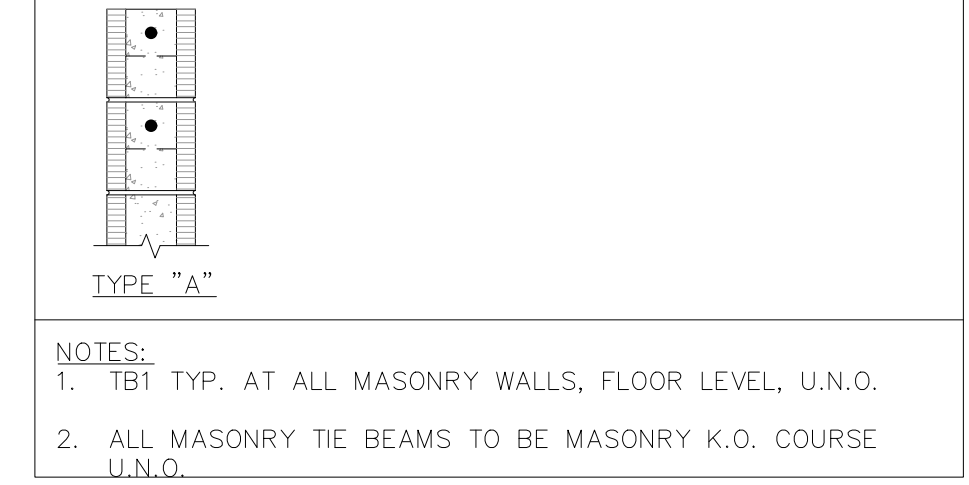 TYPE "A"
NOTES:
1. TB1 TYP. AT ALL MASONRY WALLS, FLOOR LEVEL, U.N.O.
2. ALL MASONRY TIE BEAMS TO BE MASONRY K.O. COURSE
U.N.O.